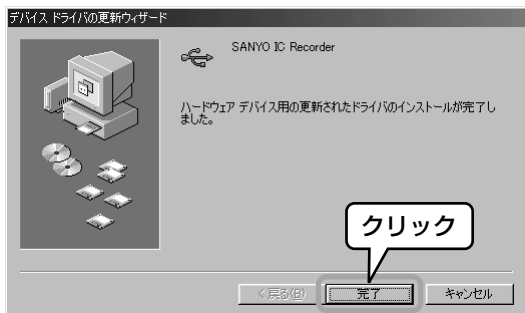 デバイス ドライバの更新ウィザード
SANYO IC Recorder
ハードウェア デバイス用の更新されたドライバのインストールが完了し
ました。
クリック
< 戻る(B)
完了
キャンセル